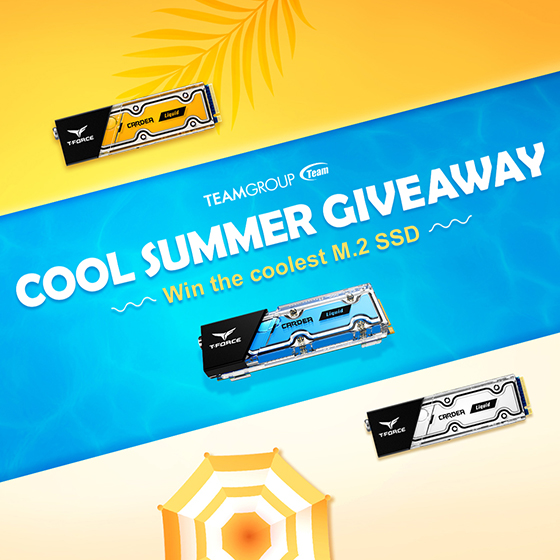 T-FORCE
CARDEA Liquid
TEAMGROUP Team
COOL SUMMER GIVEAWAY
Win the coolest M.2 SSD
CARDEA Liquid
T-FORCE
CARDEA Liquid
T-FORCE